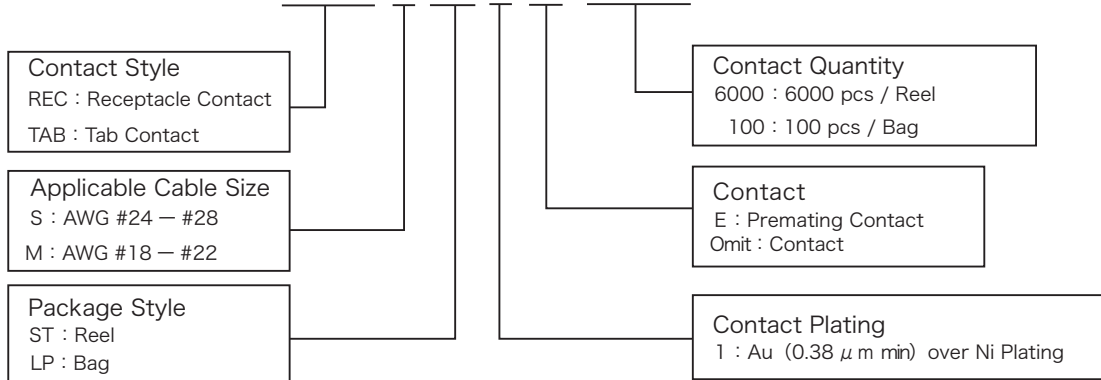 Contact Style
REC : Receptacle Contact
TAB : Tab Contact
Applicable Cable Size
S : AWG #24 － #28
M : AWG #18 － #22
Package Style
ST : Reel
LP : Bag
Contact Quantity
6000 : 6000 pcs / Reel
100 : 100 pcs / Bag
Contact
E : Premating Contact
Omit : Contact
Contact Plating
1 : Au (0.38 μ m min) over Ni Plating